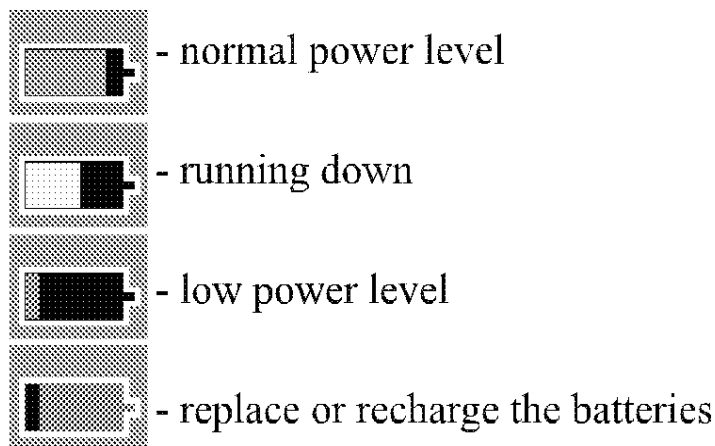 - normal power level
- running down
- low power level
- replace or recharge the batteries